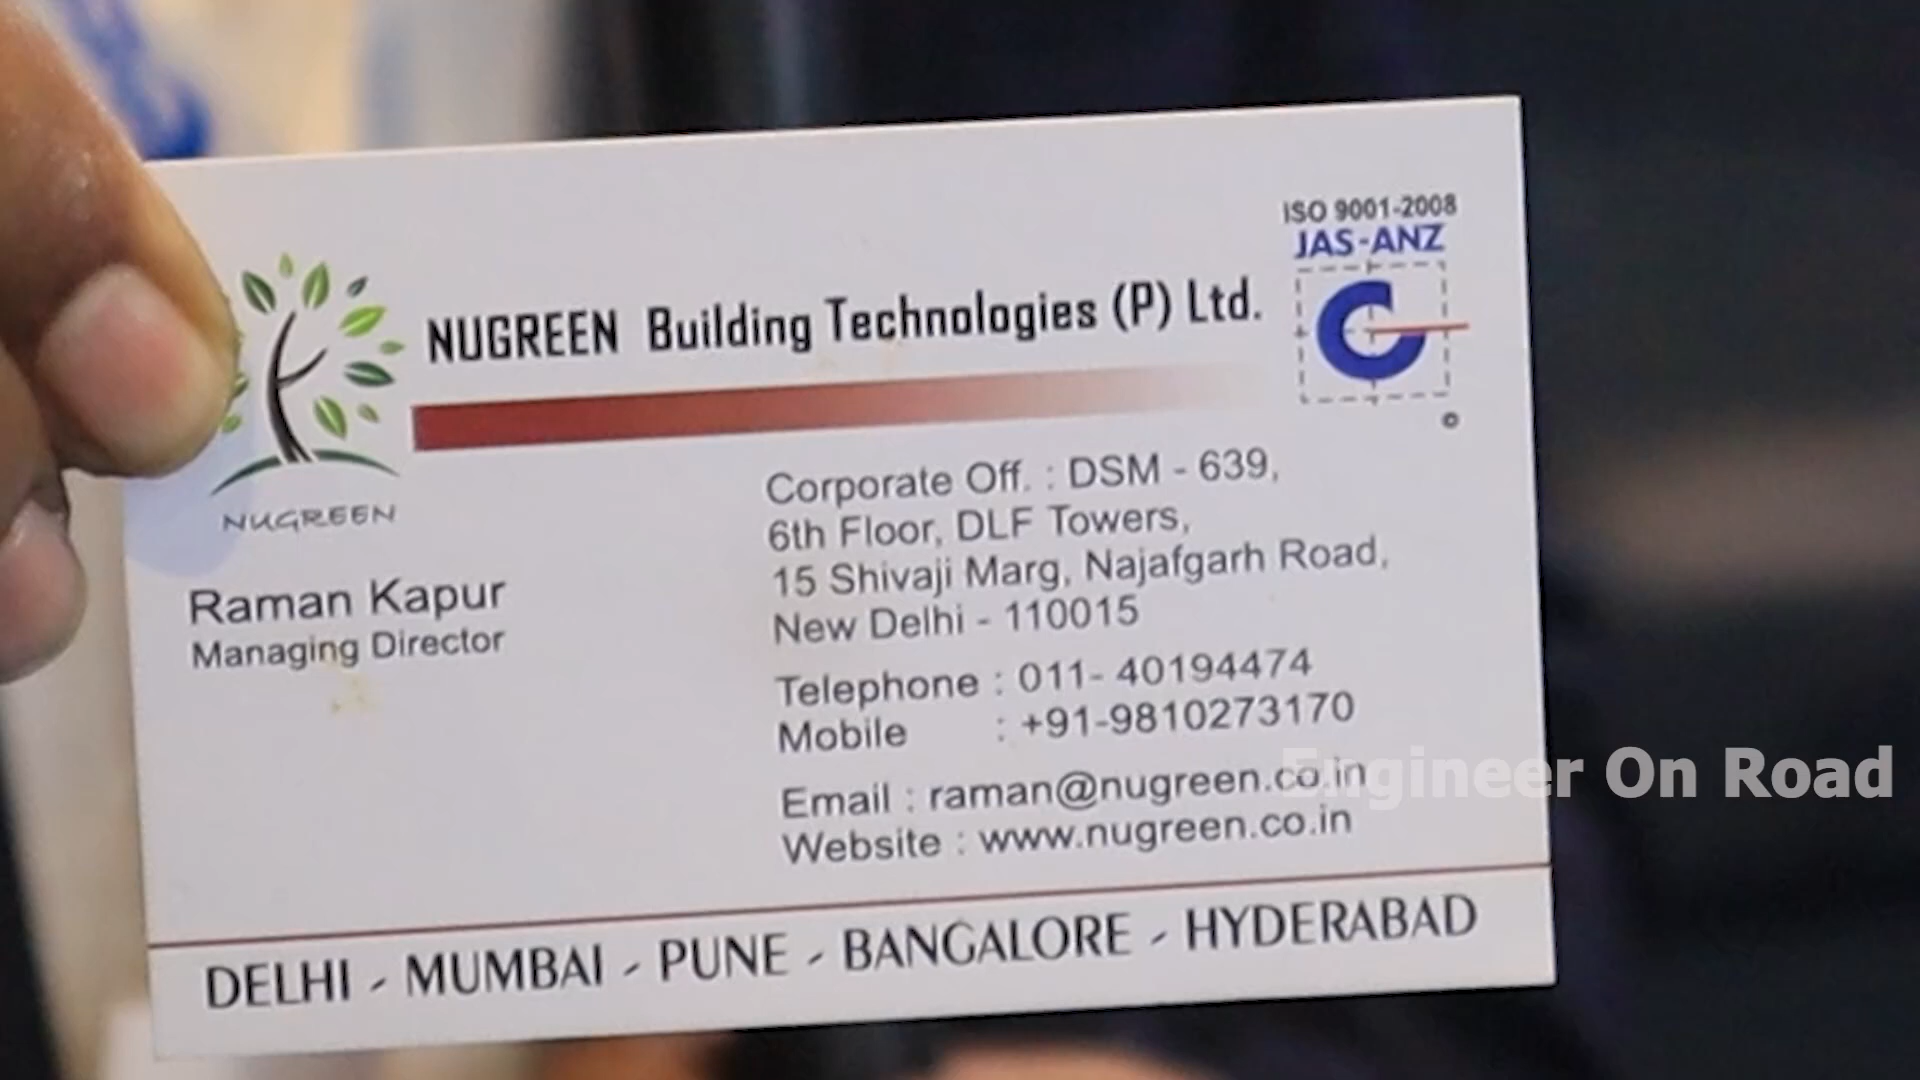 ISO 9001-2008
JAS-ANZ
NUGREEN Building Technologies (P) Ltd.
NUGREEN
Raman Kapur
Managing Director
Corporate Off. : DSM - 639,
6th Floor, DLF Towers,
15 Shivaji Marg, Najafgarh Road,
New Delhi - 110015
Telephone : 011- 40194474
Mobile : +91-9810273170
Email : raman@nugreen.co.in
Website : www.nugreen.co.in
Engineer On Road
DELHI - MUMBAI - PUNE - BANGALORE - HYDERABAD